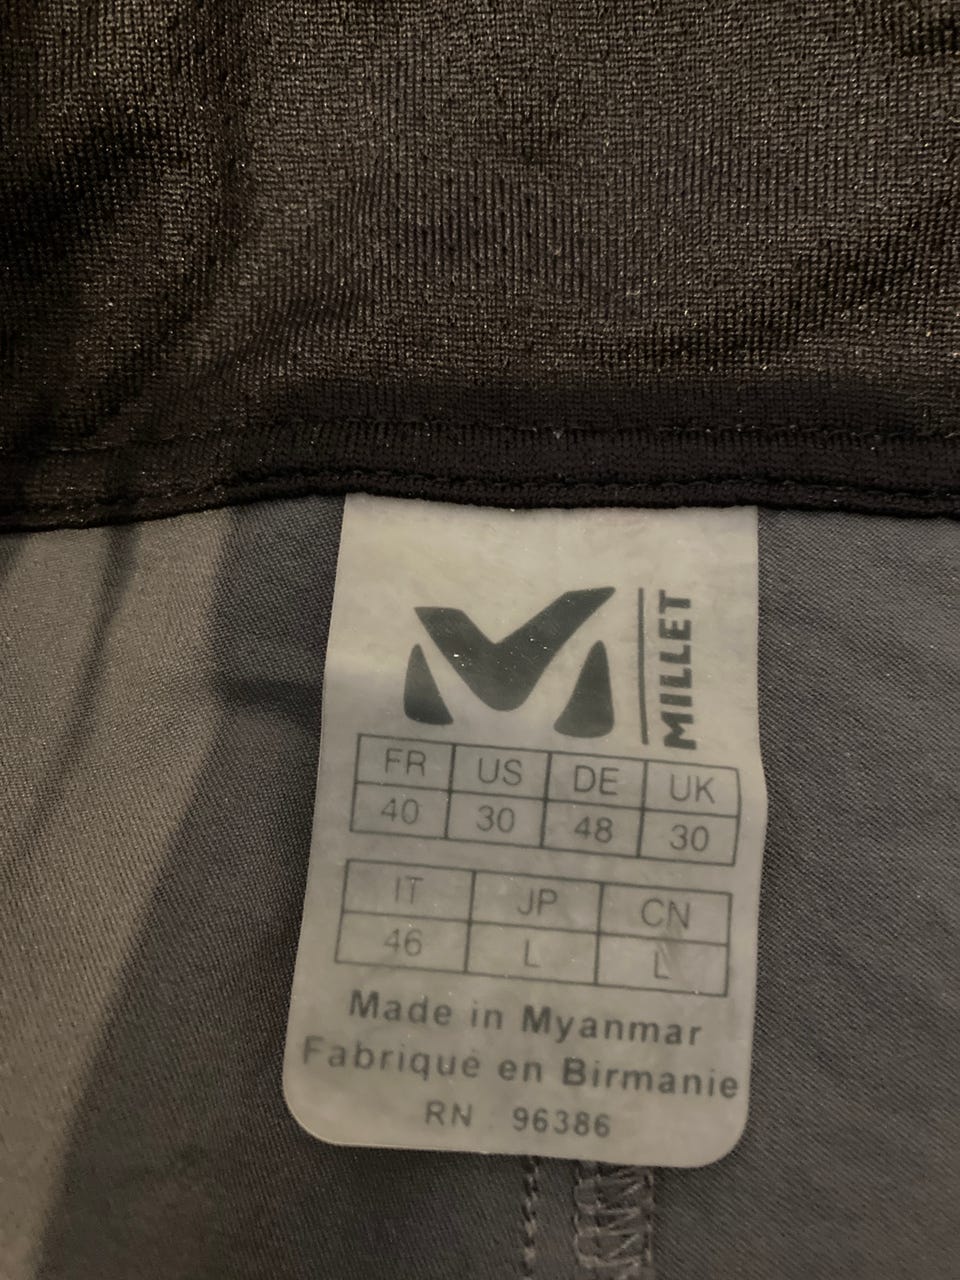 MILLET
FR US DE UK
40 30 48 30
IT JP CN
46 L L
Made in Myanmar
Fabriqué en Birmanie
RN 96386